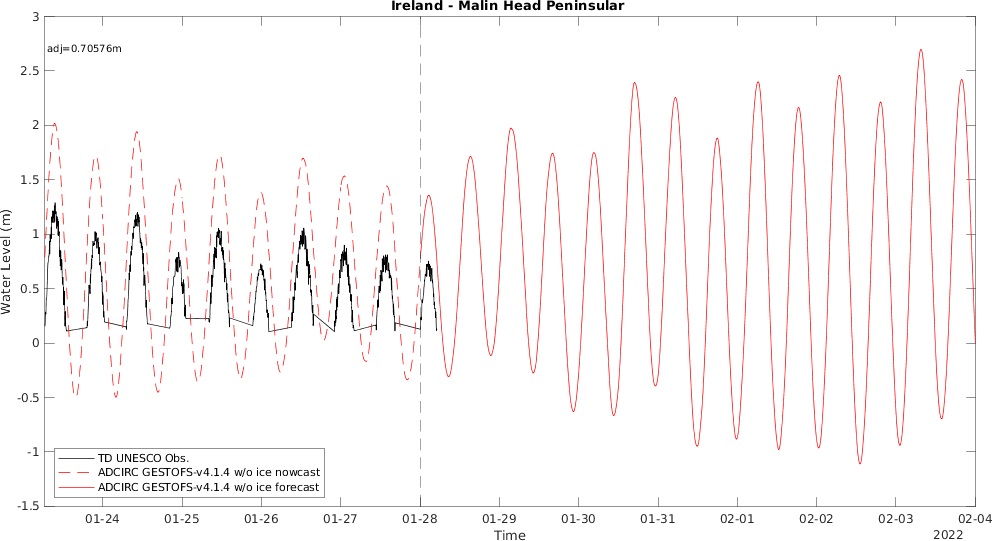 Ireland - Malin Head Peninsular
adj=0.70576m
3
2.5
2
1.5
1
0.5
0
-0.5
-1
-1.5
Water Level (m)
TD UNESCO Obs.
ADCIRC GESTOFS-v4.1.4 w/o ice nowcast
ADCIRC GESTOFS-v4.1.4 w/o ice forecast
01-24 01-25 01-26 01-27 01-28 01-29 01-30 01-31 02-01 02-02 02-03 02-04
Time
2022